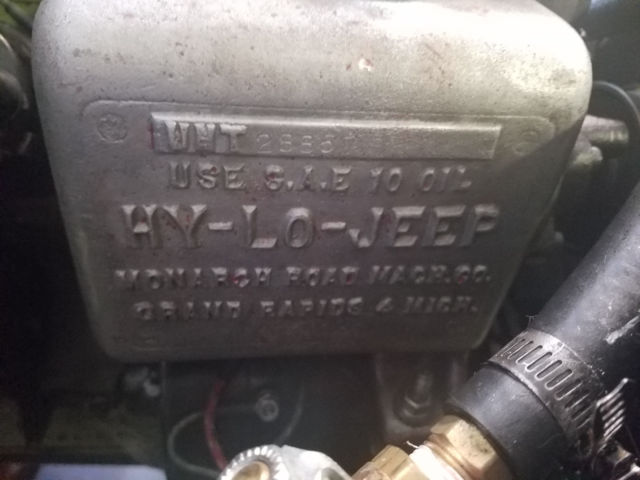 UNIT
USE S.A.E 10 OIL
HY-LO-JEEP
MONARCH ROAD MACH. CO.
GRAND RAPIDS 4 MICH.